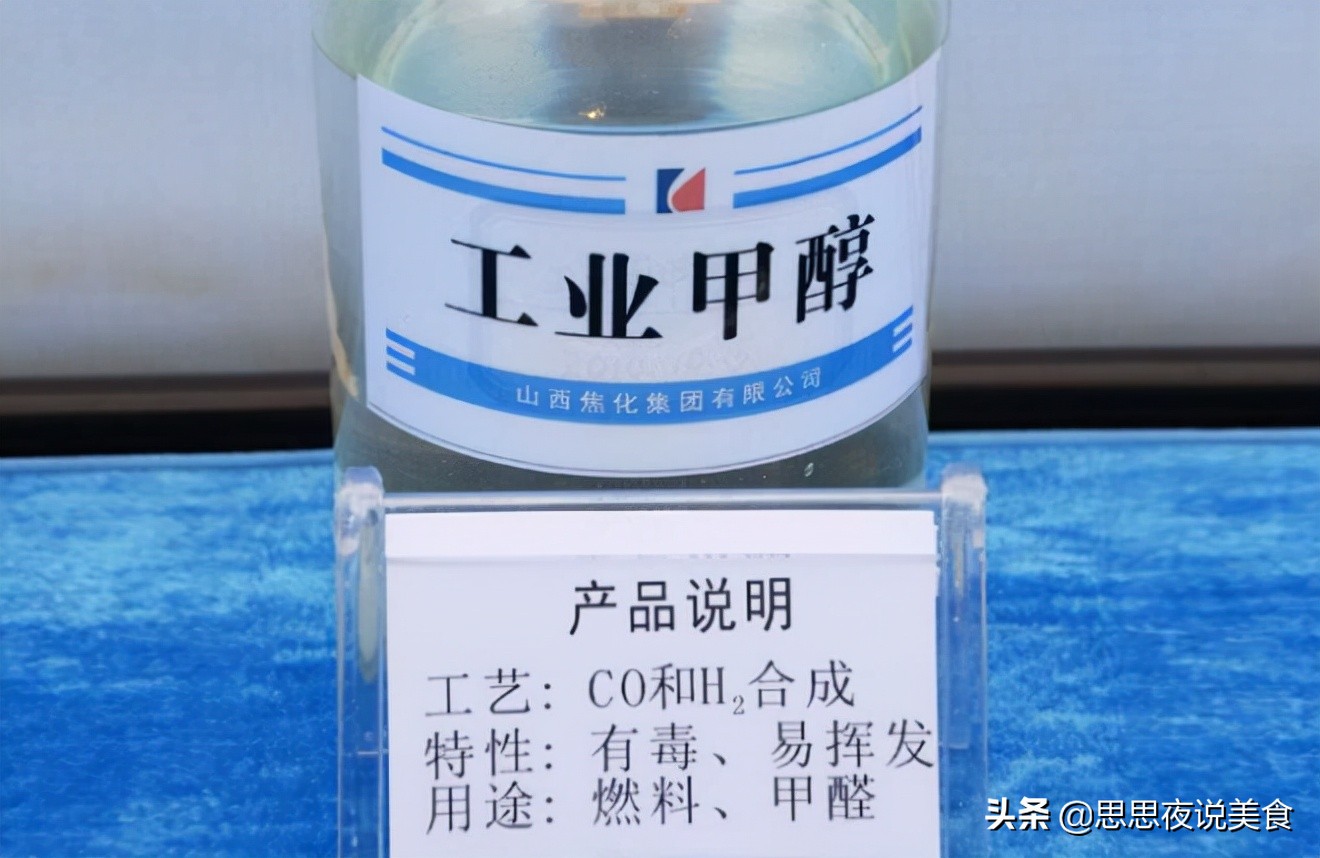 工业甲醇
山西焦化集团有限公司
产品说明
工艺：CO和H₂合成
特性：有毒、易挥发
用途：燃料、甲醛
头条 @思思夜说美食